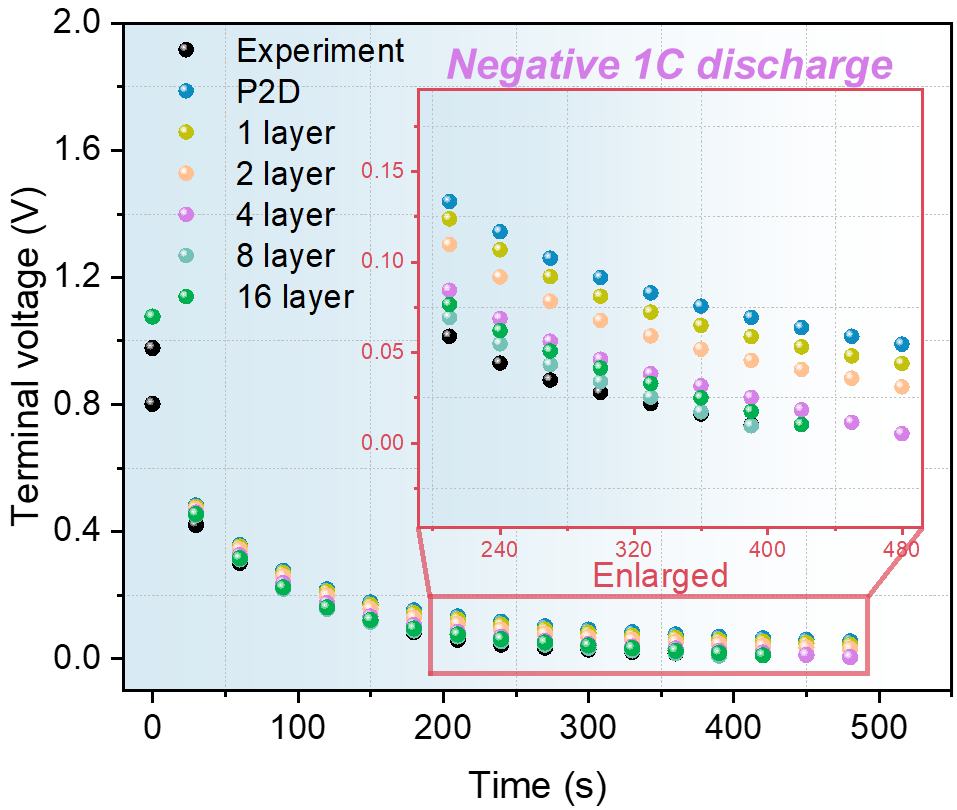 2.0
1.6
1.2
0.8
0.4
0.0
Terminal voltage (V)
Experiment
P2D
1 layer
2 layer
4 layer
8 layer
16 layer
Negative 1C discharge
0.15
0.10
0.05
0.00
240
320
400
480
Enlarged
0
100
200
300
400
500
Time (s)